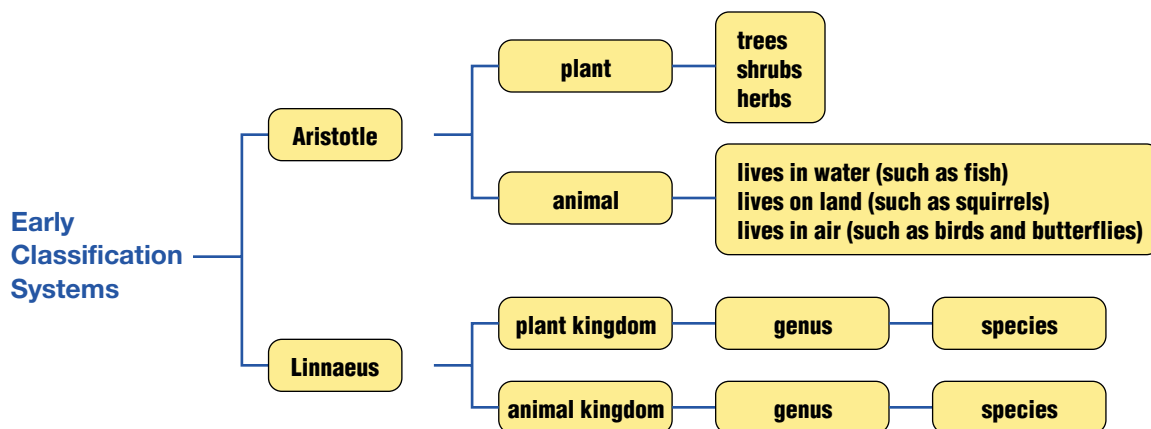 Early
Classification
Systems
Aristotle
plant
trees
shrubs
herbs
animal
lives in water (such as fish)
lives on land (such as squirrels)
lives in air (such as birds and butterflies)
Linnaeus
plant kingdom
genus
species
animal kingdom
genus
species